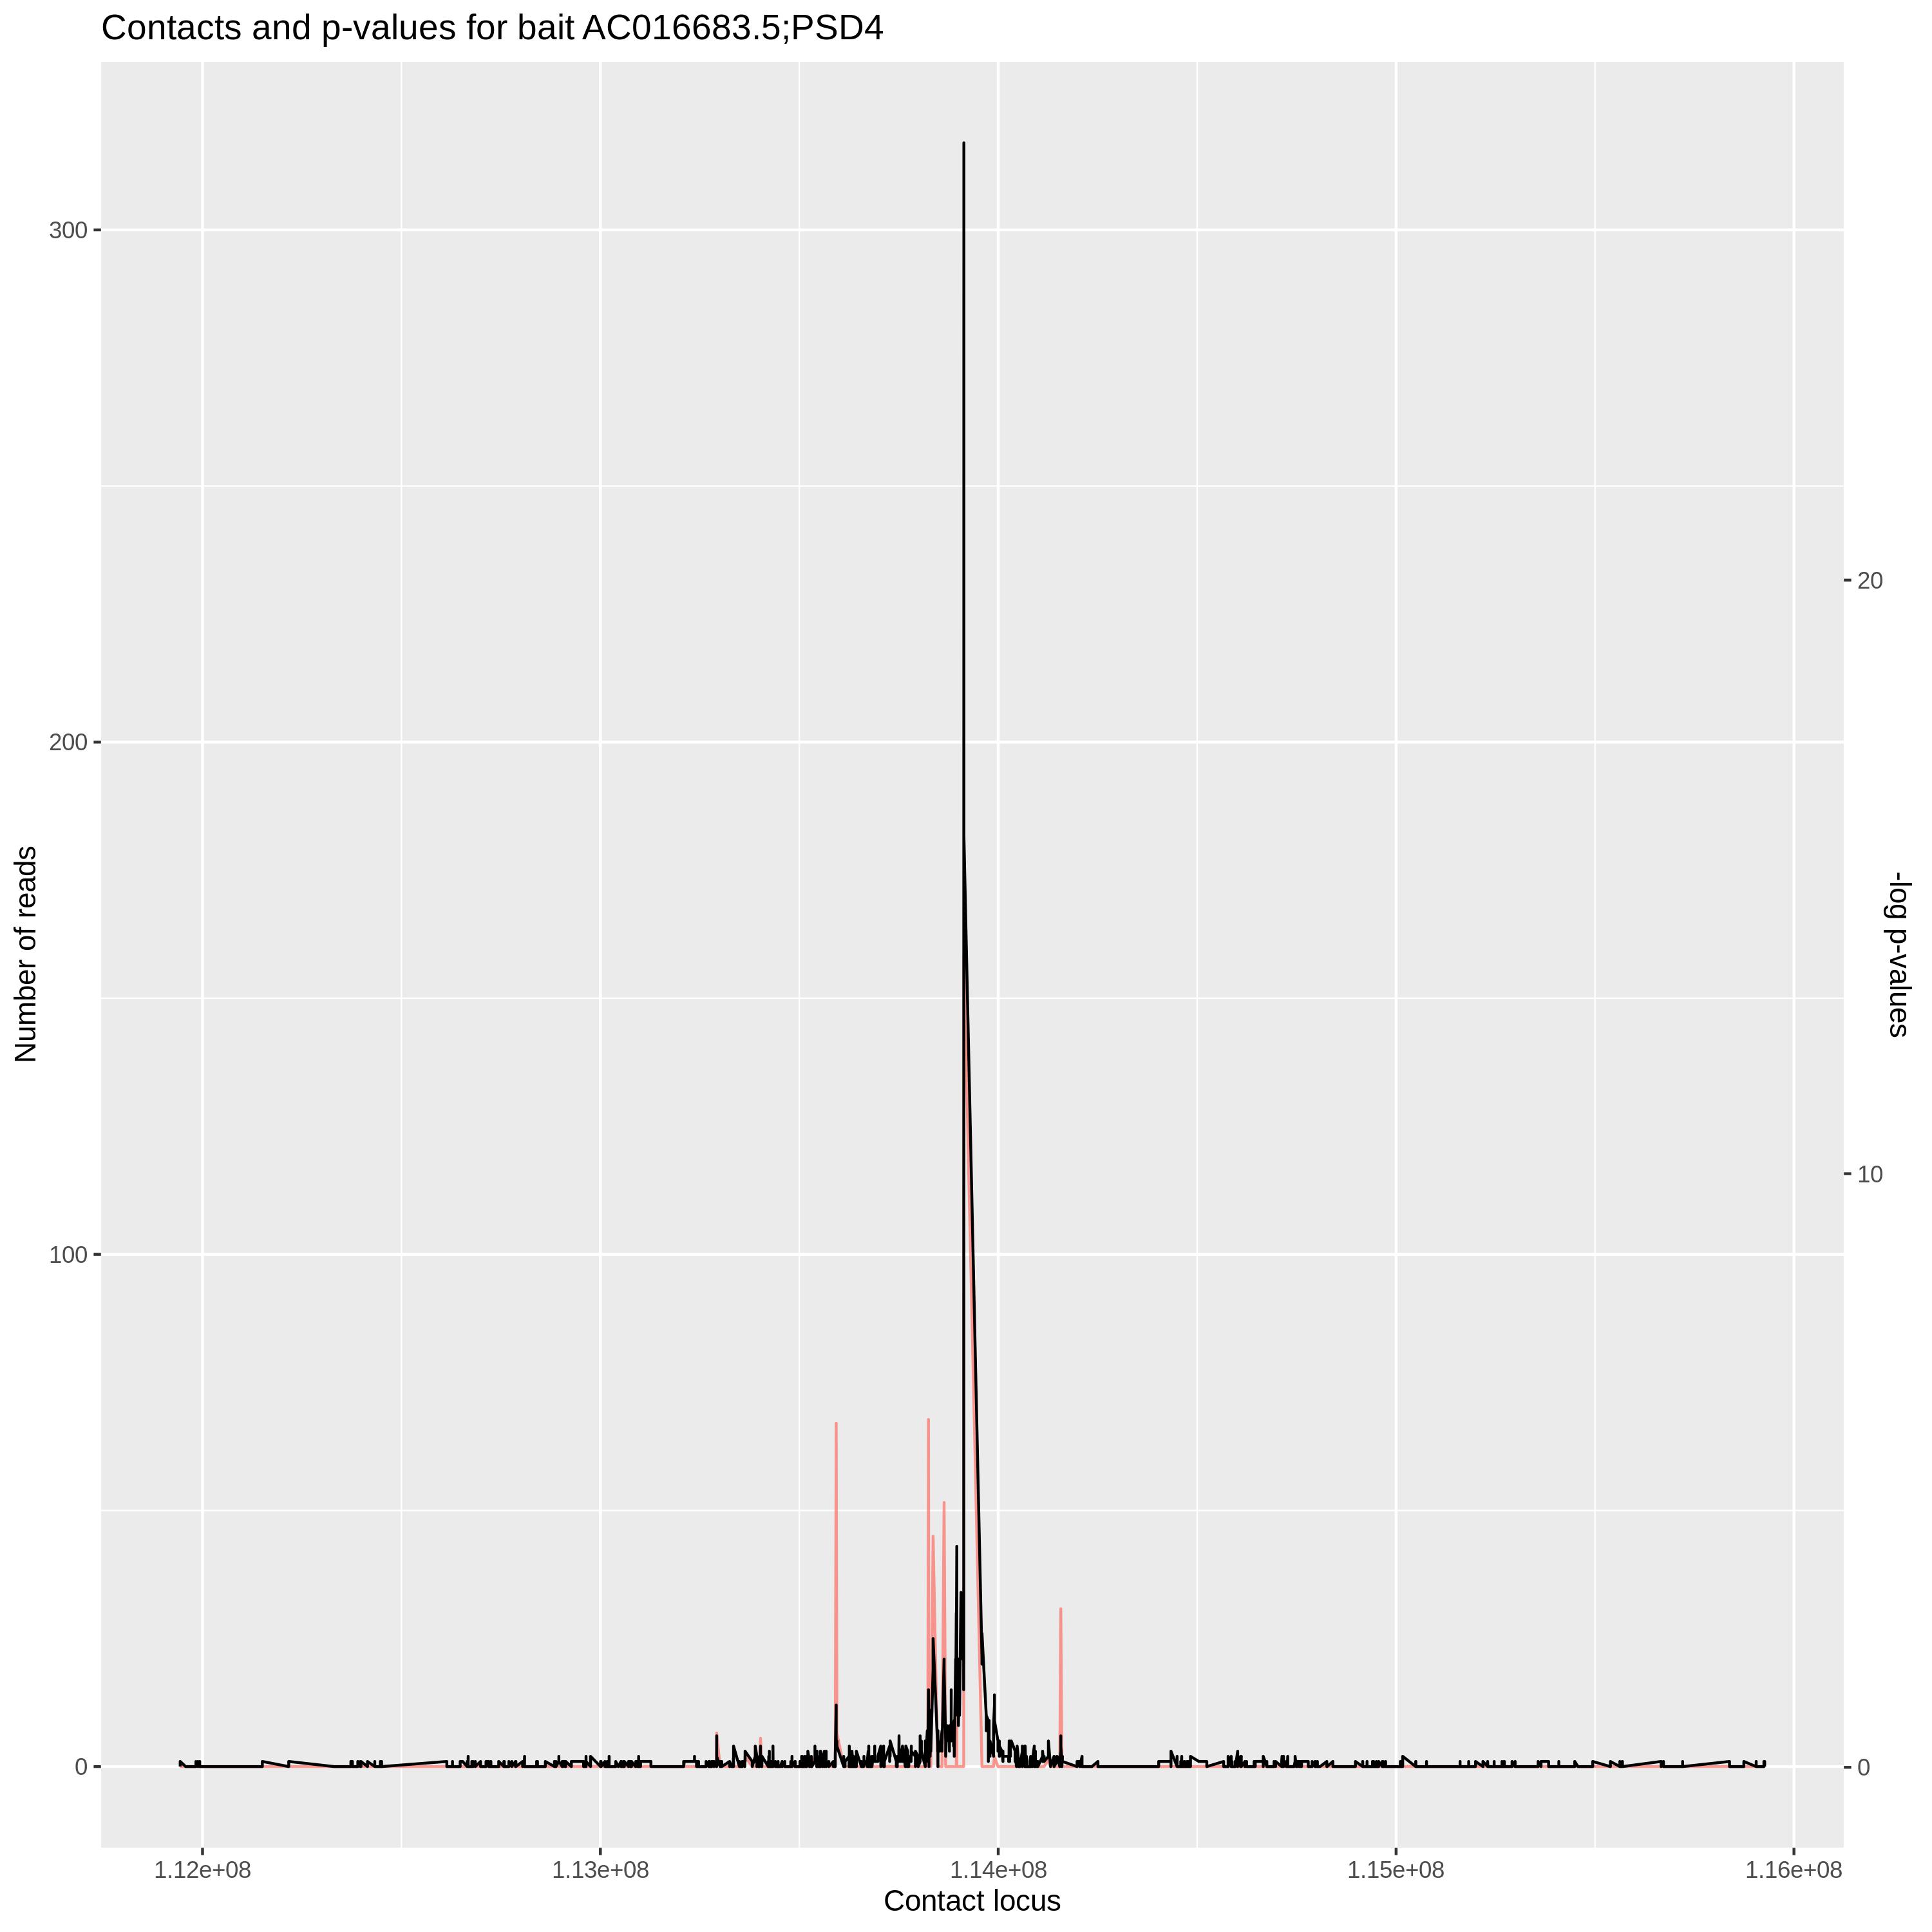 Contacts and p-values for bait AC016683.5;PSD4
300
200
100
0
Number of reads
20
10
0
-log p-values
1.12e+08
1.13e+08
1.14e+08
1.15e+08
1.16e+08
Contact locus